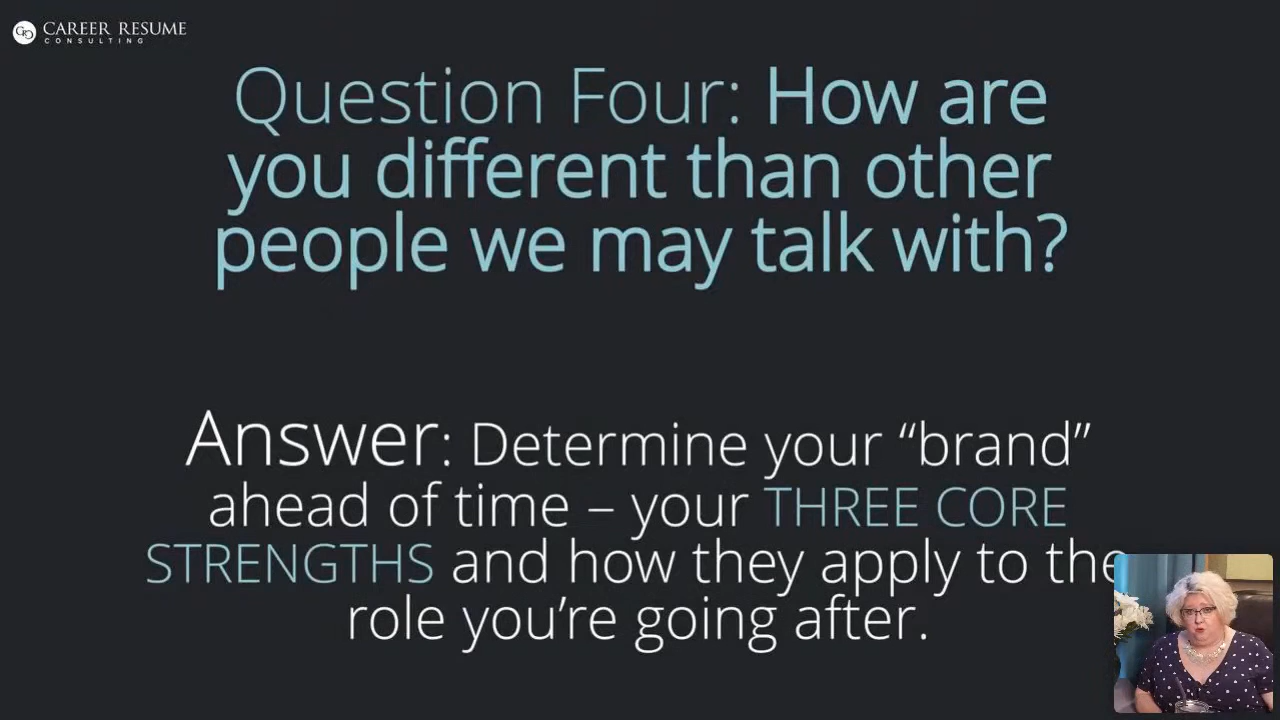 CAREER RESUME
CONSULTING
Question Four: How are
you different than other
people we may talk with?
Answer: Determine your “brand”
ahead of time – your THREE CORE
STRENGTHS and how they apply to the
role you’re going after.